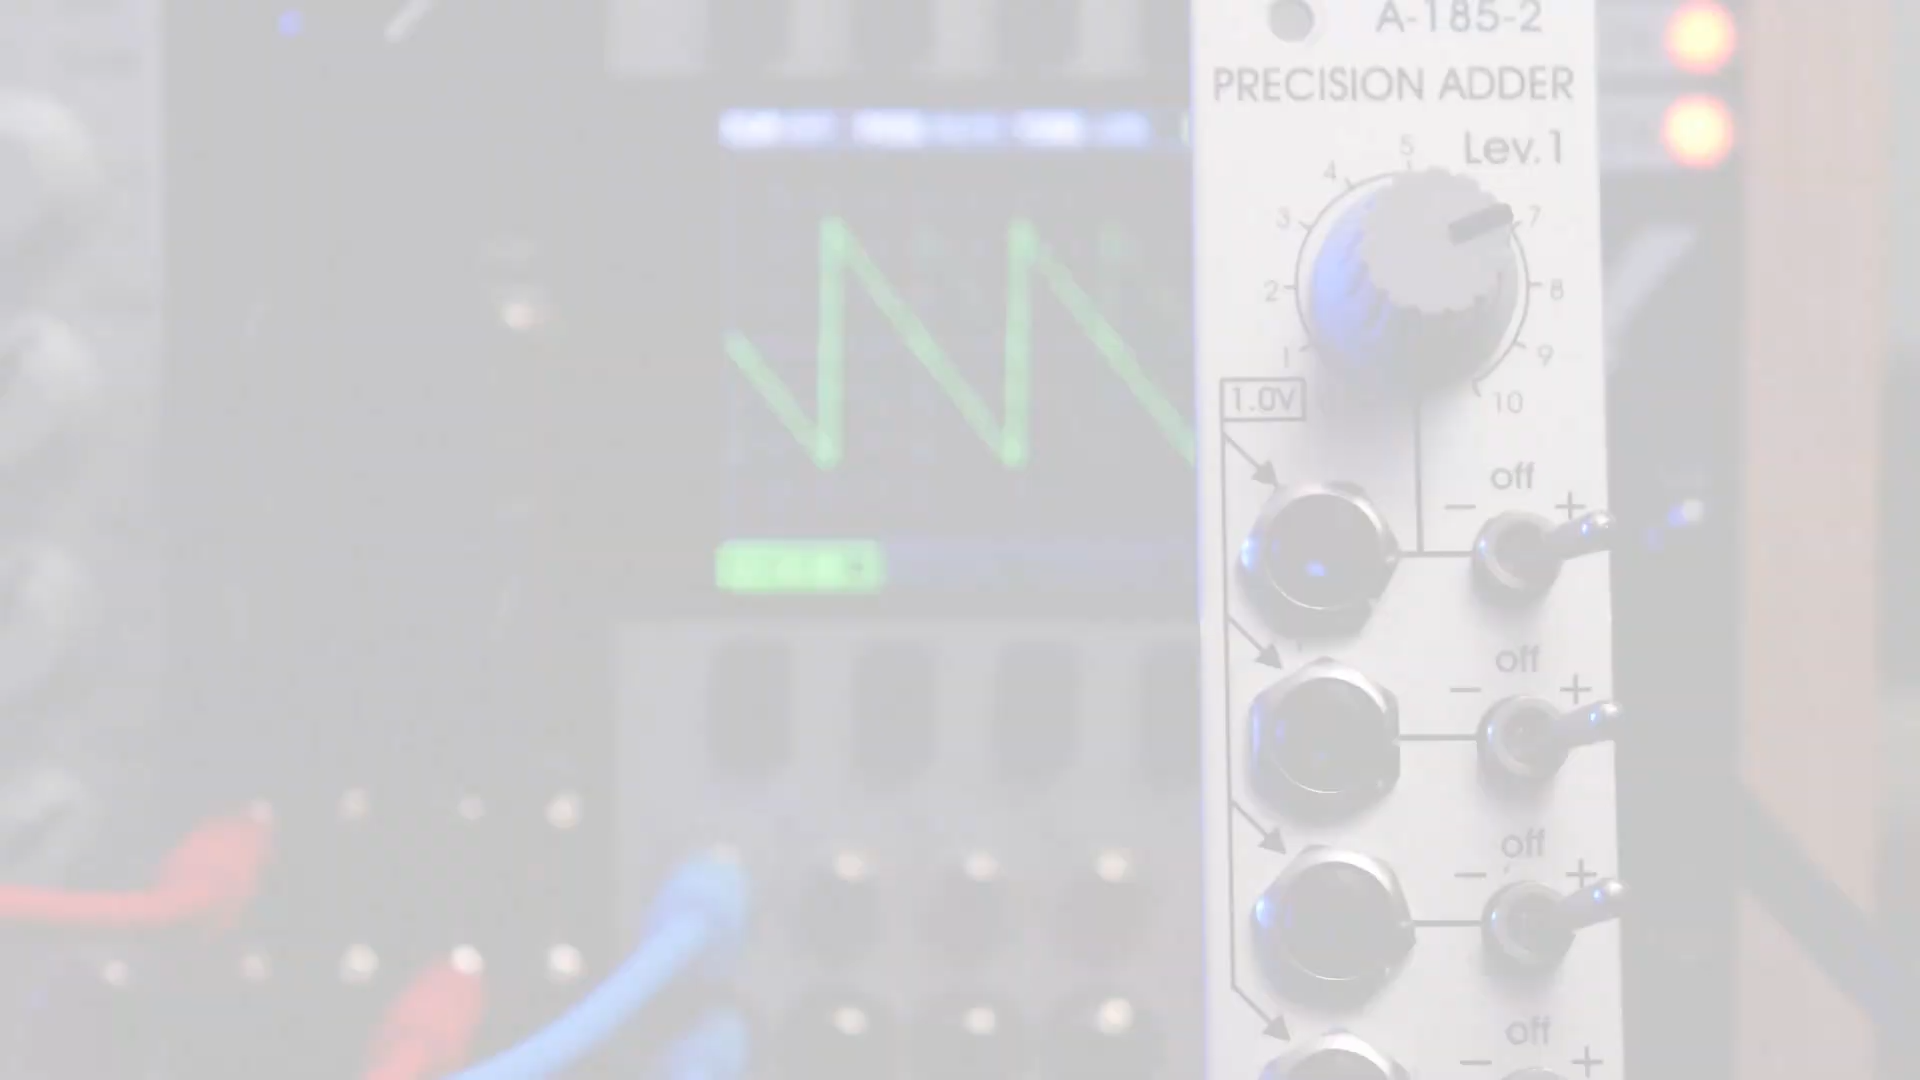 A-185-2
PRECISION ADDER
Lev.1
5
4
3
7
2
8
1
9
1.0V
10
off
− +
off
− +
off
− +
off
− +